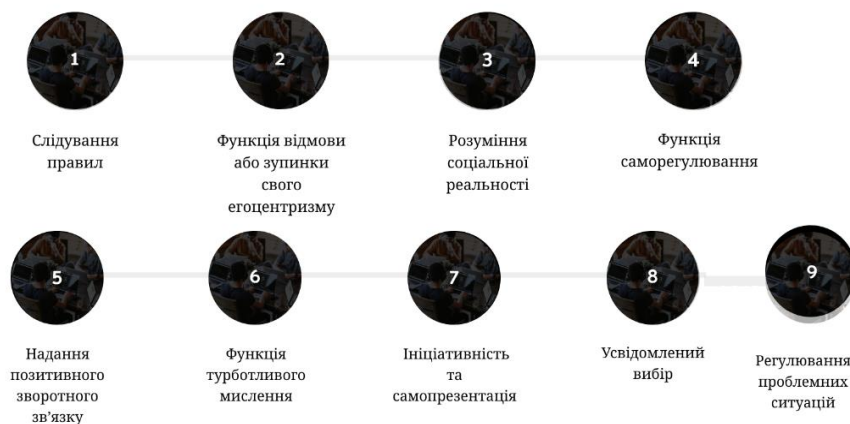 1
2
3
4
Слідування
правил
Функція відмови
або зупинки
свого
егоцентризму
Розуміння
соціальної
реальності
Функція
саморегулювання
5
6
7
8
9
Надання
позитивного
зворотного
зв’язку
Функція
турботливого
мислення
Ініціативність
та
самопрезентація
Усвідомлений
вибір
Регулювання
проблемних
ситуацій